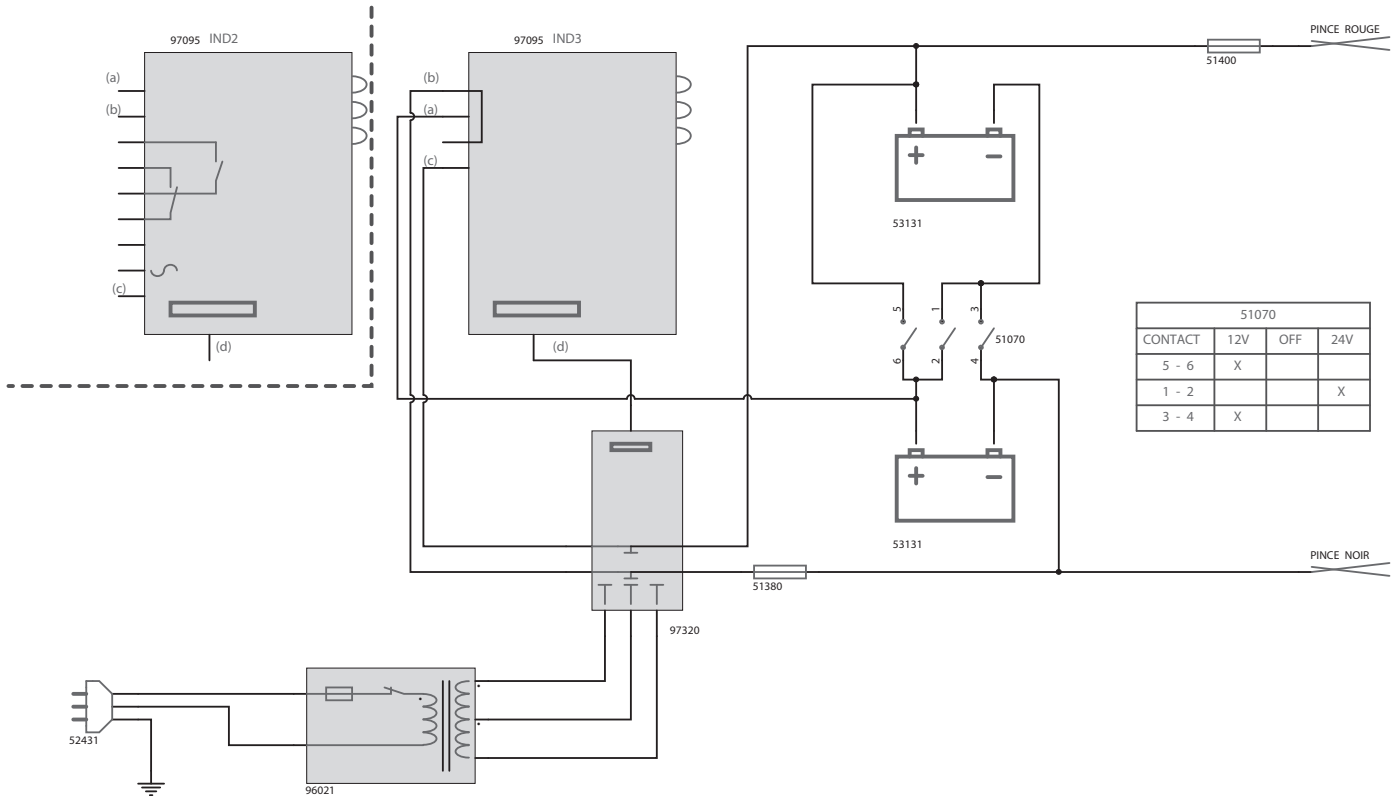 97095 IND2
(a)
(b)
(c)
(d)
97095 IND3
(b)
(a)
(c)
(d)
PINCE ROUGE
51400
+ −
53131
5 1 3
6 2 4
51070
+ −
53131
51070
CONTACT 12V OFF 24V
5 - 6 X
1 - 2 X
3 - 4 X
PINCE NOIR
51380
97320
52431
96021